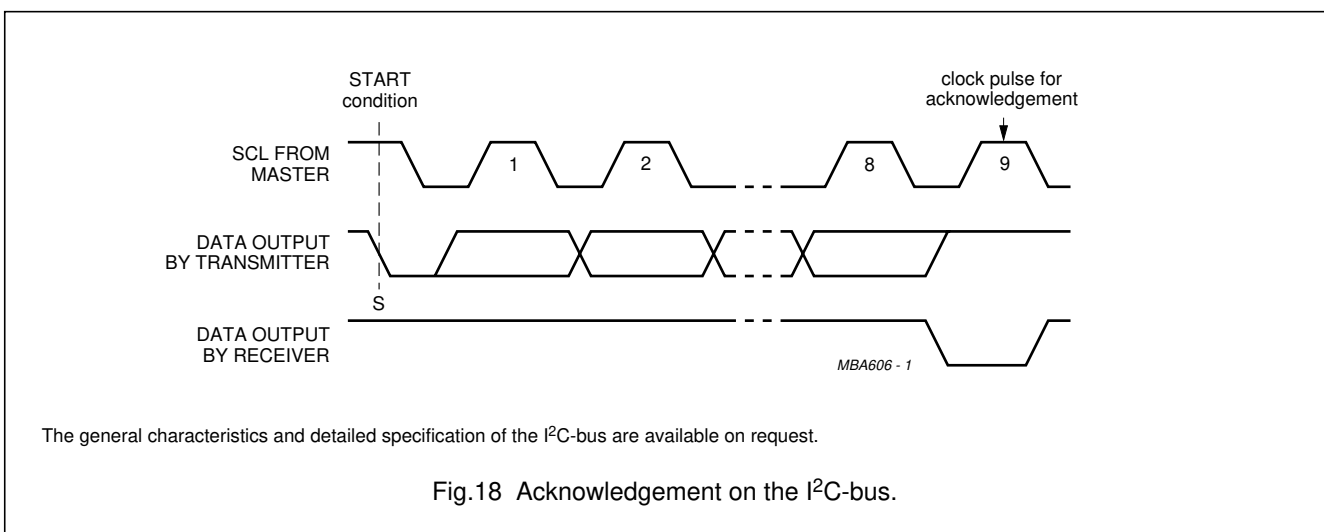 START
condition
clock pulse for
acknowledgement
SCL FROM
MASTER
1
2
8
9
DATA OUTPUT
BY TRANSMITTER
S
DATA OUTPUT
BY RECEIVER
MBA606 - 1
The general characteristics and detailed specification of the I²C-bus are available on request.
Fig.18 Acknowledgement on the I²C-bus.